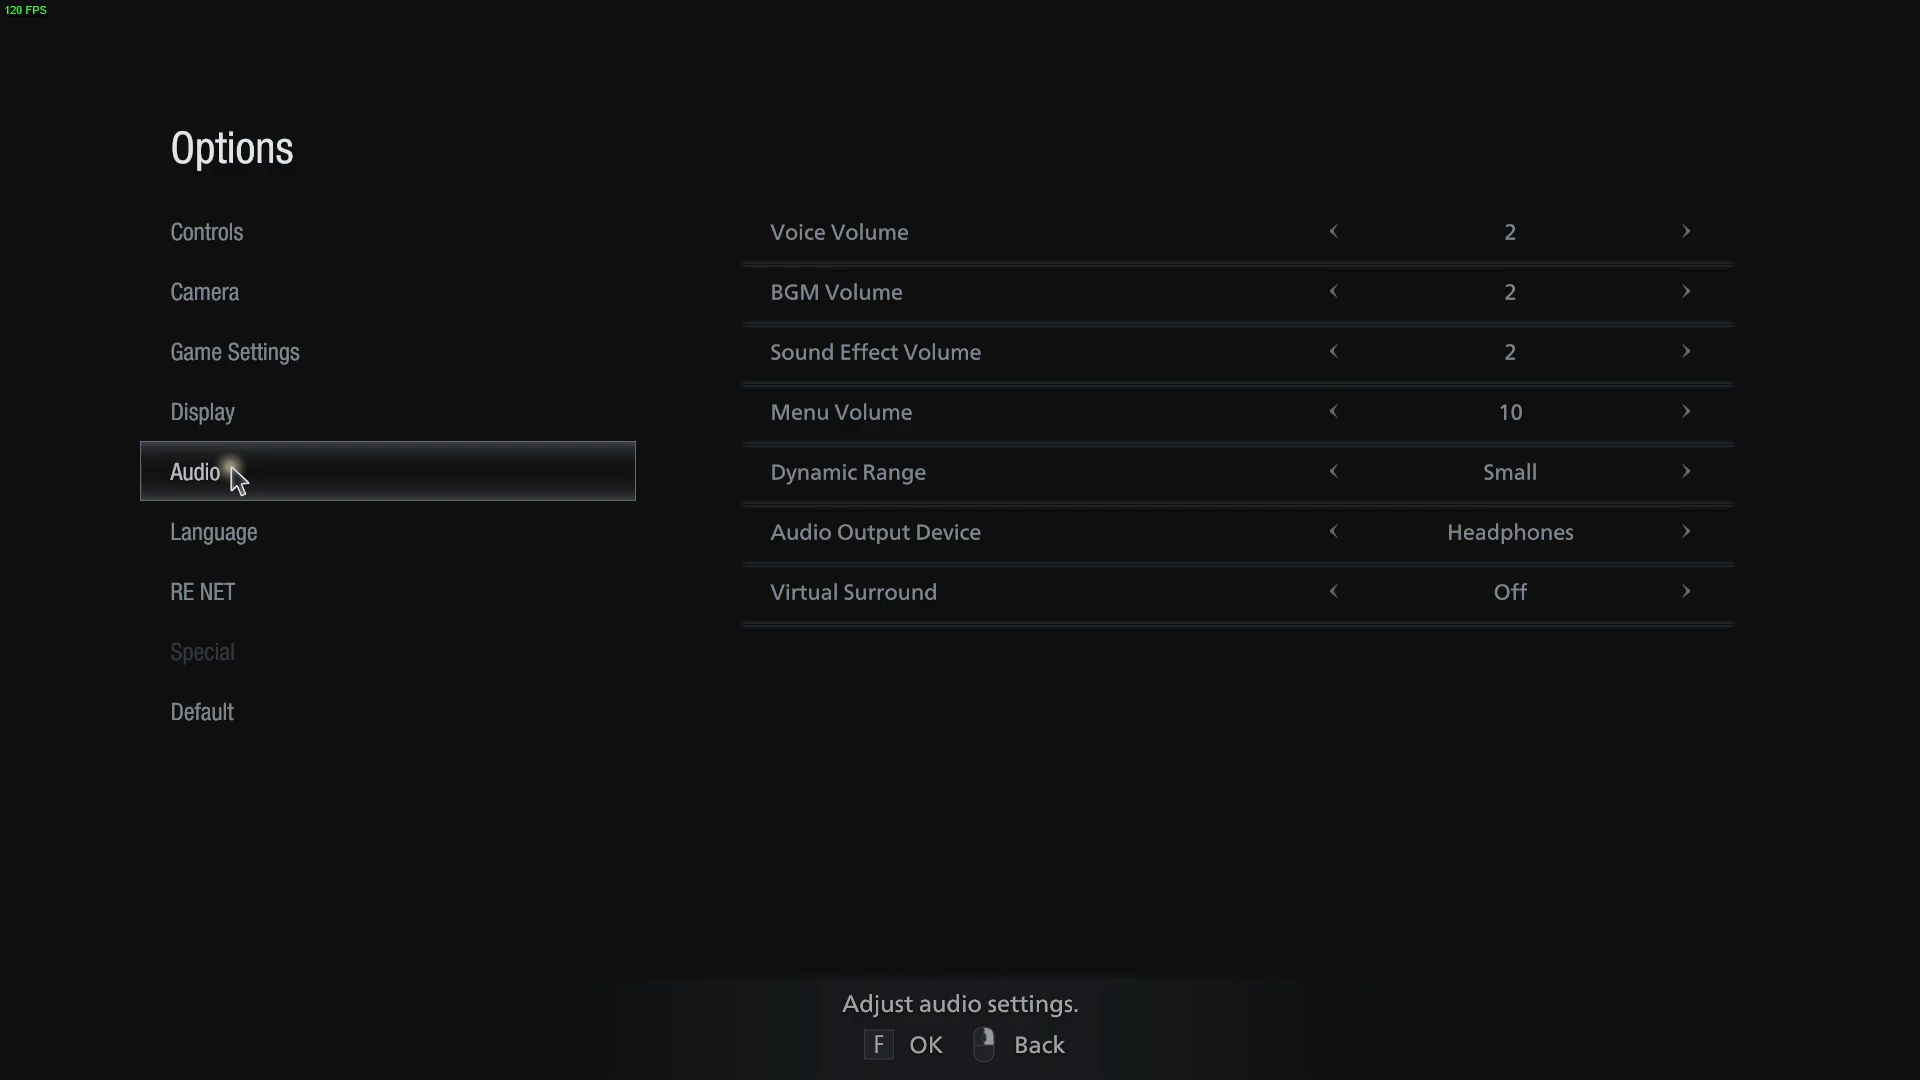 120 FPS
Options
Controls
Camera
Game Settings
Display
Audio
Language
RE NET
Special
Default
Voice Volume 2
BGM Volume 2
Sound Effect Volume 2
Menu Volume 10
Dynamic Range Small
Audio Output Device Headphones
Virtual Surround Off
Adjust audio settings.
F OK Back